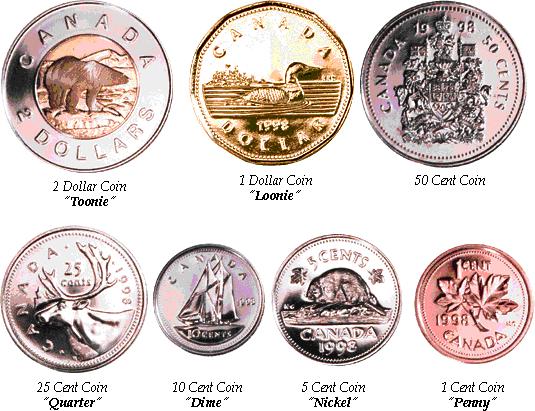 CANADA
2 DOLLARS
CANADA
1998
DOLLAR
CANADA 1998 50 CENTS
2 Dollar Coin
"Toonie"
1 Dollar Coin
"Loonie"
50 Cent Coin
CANADA
25
cents
1998
CANADA
1998
10 CENTS
5 CENTS
CANADA
1998
1 CENT
1998
CANADA
25 Cent Coin
"Quarter"
10 Cent Coin
"Dime"
5 Cent Coin
"Nickel"
1 Cent Coin
"Penny"